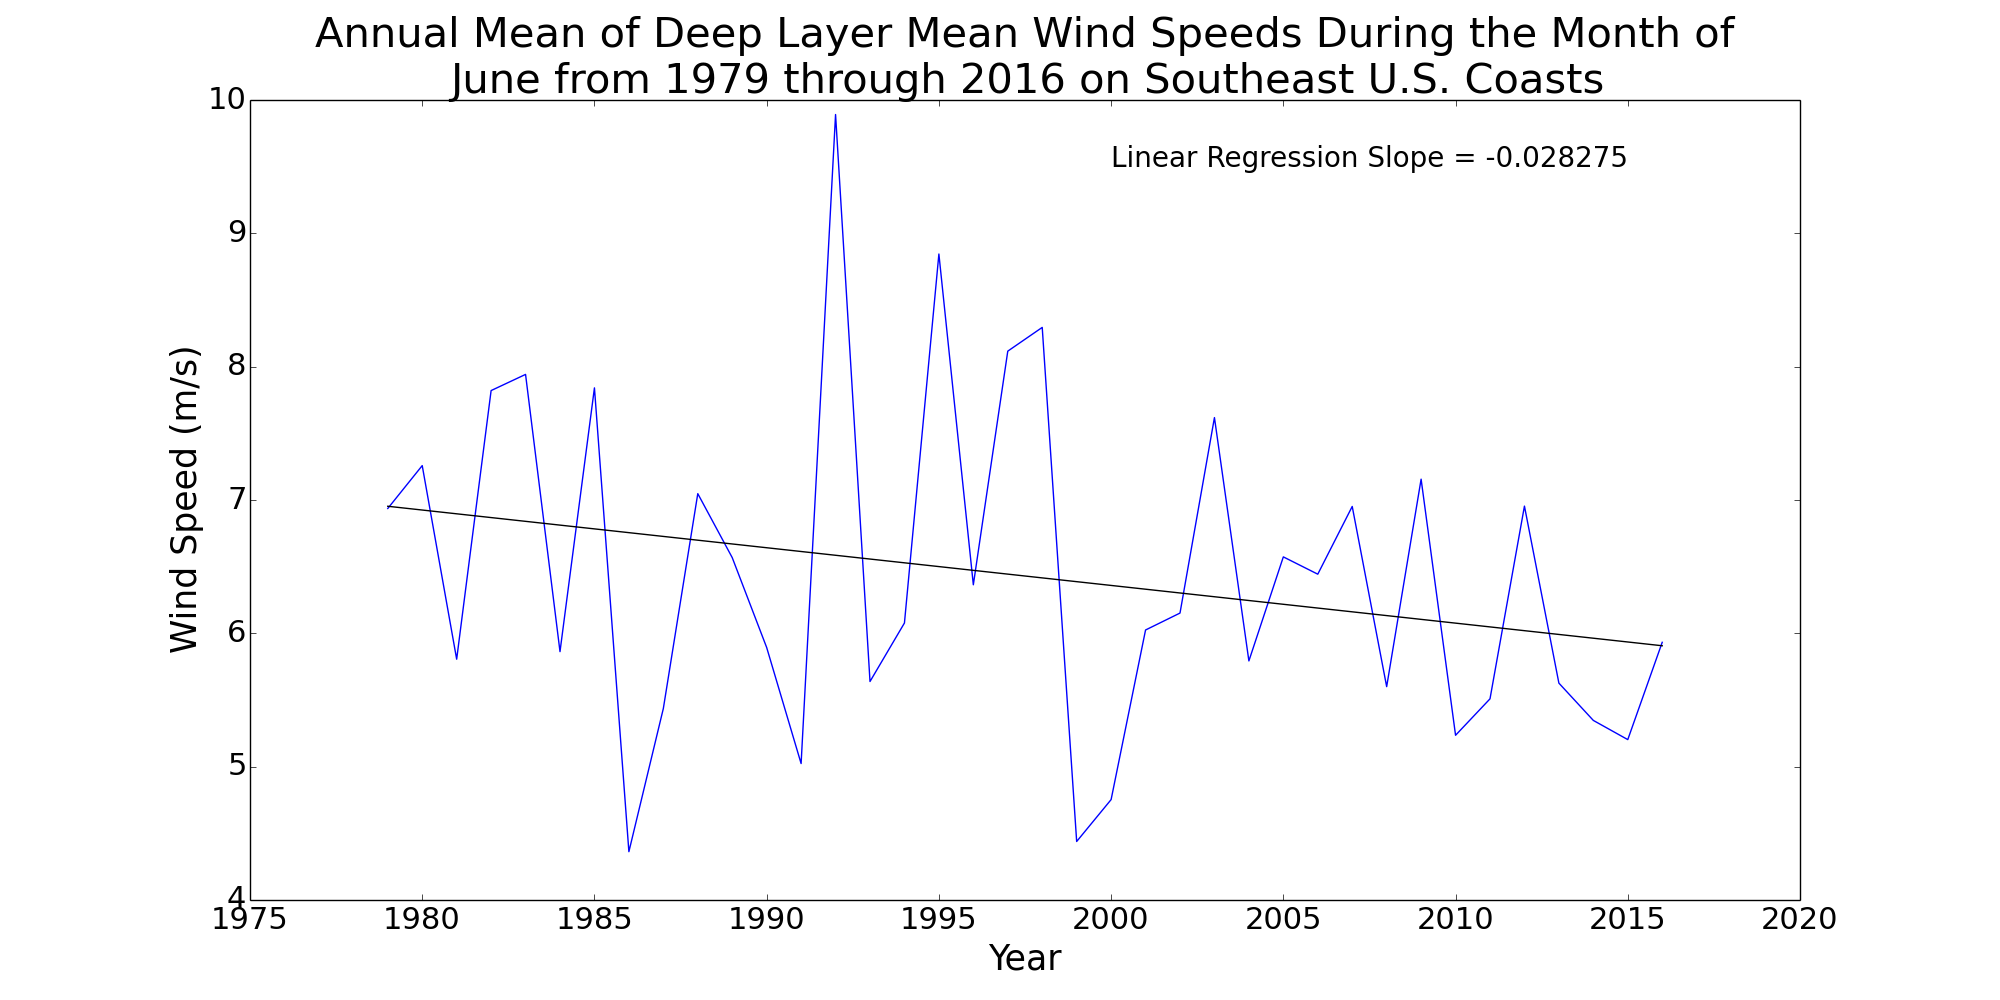 Annual Mean of Deep Layer Mean Wind Speeds During the Month of
June from 1979 through 2016 on Southeast U.S. Coasts
Linear Regression Slope = -0.028275
Wind Speed (m/s)
10
9
8
7
6
5
4
1975 1980 1985 1990 1995 2000 2005 2010 2015 2020
Year